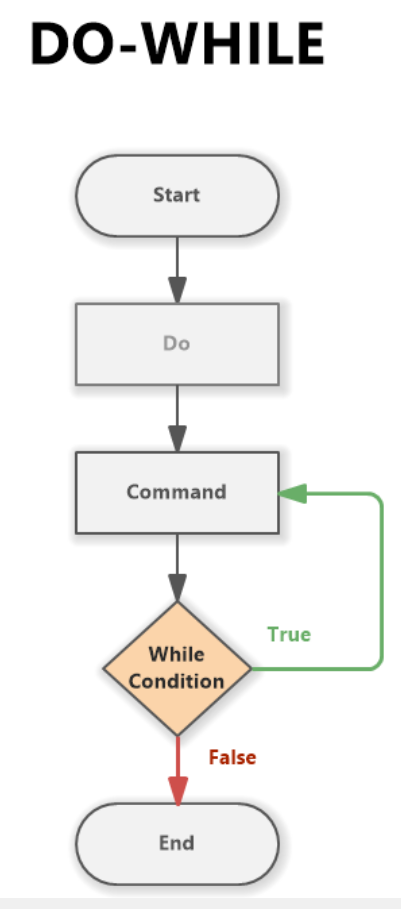 DO-WHILE
Start
Do
Command
While
Condition
True
False
End